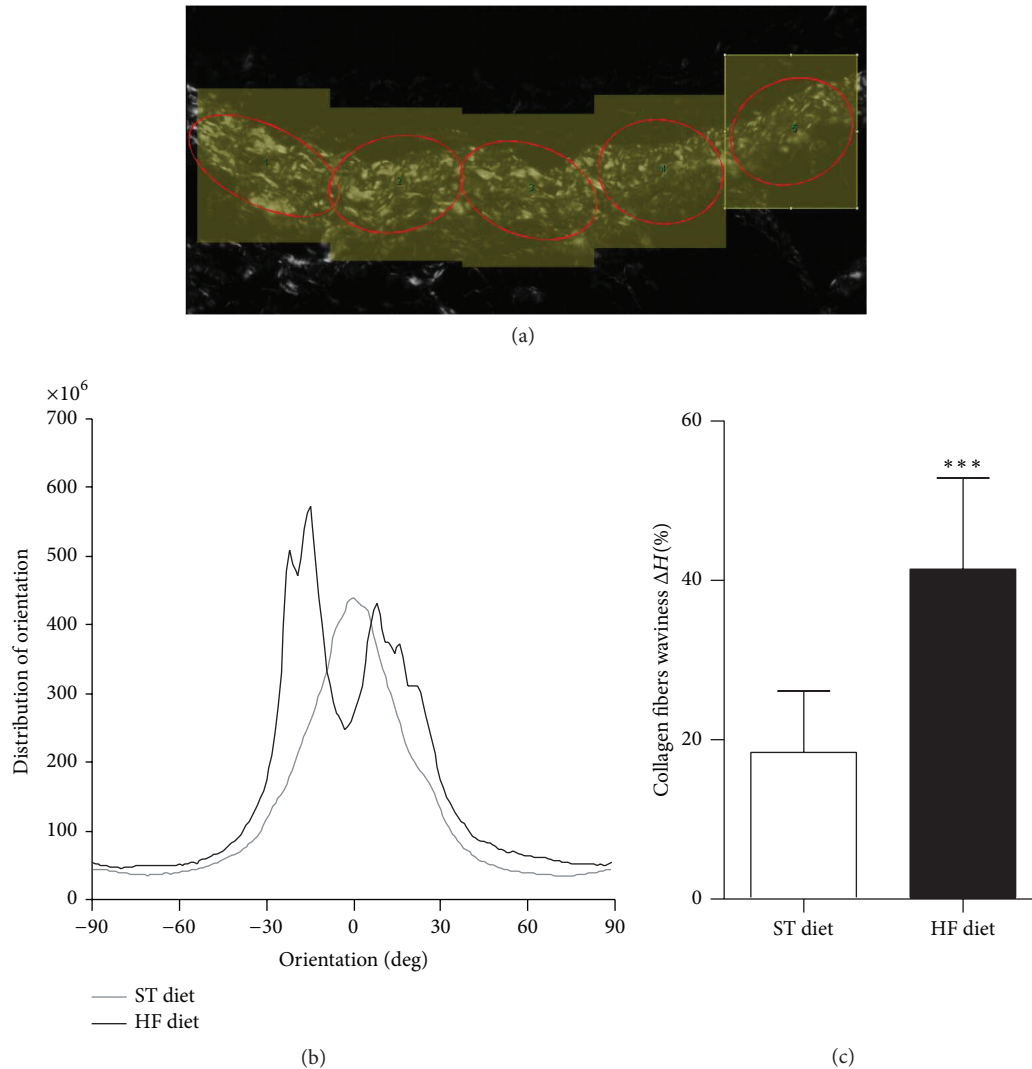 1
2
3
5
(a)
×10⁶
700
600
500
400
300
200
100
0
Distribution of orientation
−90
−60
−30
0
30
60
89
Orientation (deg)
ST diet
HF diet
(b)
60
40
20
0
Collagen fibers waviness ΔH(%)
***
ST diet
HF diet
(c)